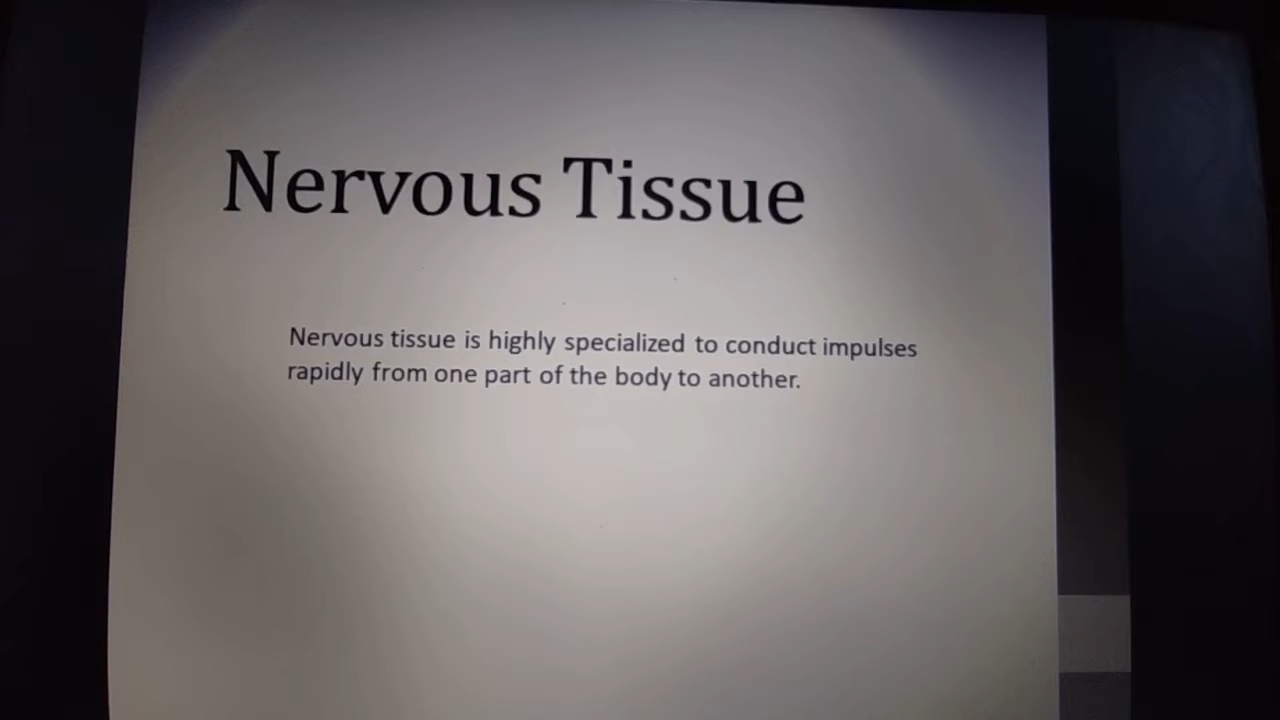 Nervous Tissue
Nervous tissue is highly specialized to conduct impulses
rapidly from one part of the body to another.